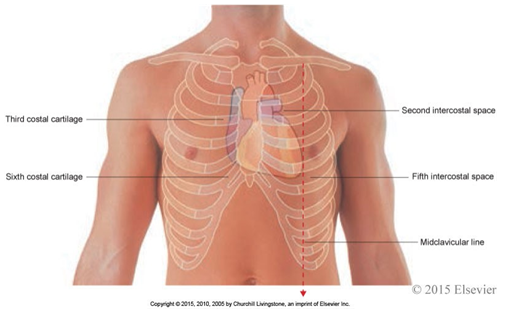 Third costal cartilage
Second intercostal space
Sixth costal cartilage
Fifth intercostal space
Midclavicular line
© 2015 Elsevier
Copyright © 2015, 2010, 2005 by Churchill Livingstone, an imprint of Elsevier Inc.